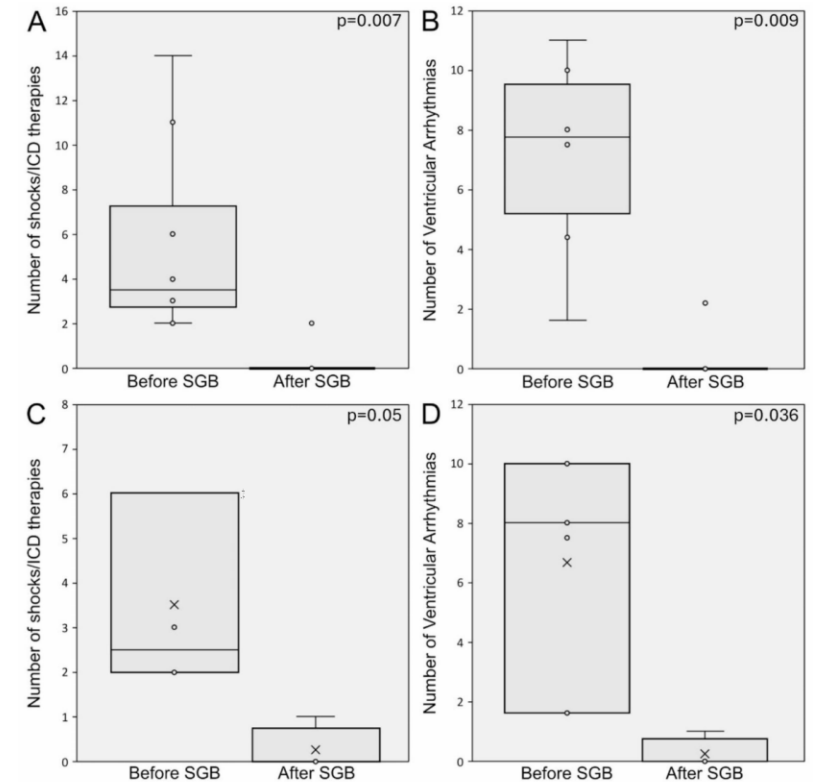 A
p=0.007
Number of shocks/ICD therapies
16
14
12
10
8
6
4
2
0
Before SGB
After SGB
B
p=0.009
Number of Ventricular Arrhythmias
12
10
8
6
4
2
0
Before SGB
After SGB
C
p=0.05
Number of shocks/ICD therapies
8
7
6
5
4
3
2
1
0
Before SGB
After SGB
D
p=0.036
Number of Ventricular Arrhythmias
12
10
8
6
4
2
0
Before SGB
After SGB